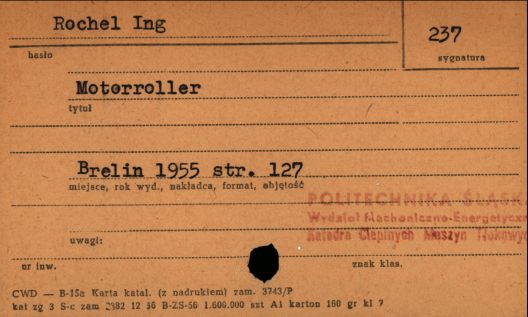 Rochel Ing
237
hasło
sygnatura
Motorroller
tytuł
Brelin 1955 str. 127
miejsce, rok wyd., nakładca, format, objętość
POLITECHNIKA ŚLĄSKA
Wydział Mechaniczno-Energetyczny
Katedra Cieplnych Maszyn Tłokowych
uwagi:
nr inw.
znak klas.
CWD — B-15a Karta katal. (z nadrukiem) zam. 3743/P
kat zg 3 S-c zam 2382 12 56 B-ZS-56 1.600.000 szt A1 karton 180 gr kl 7